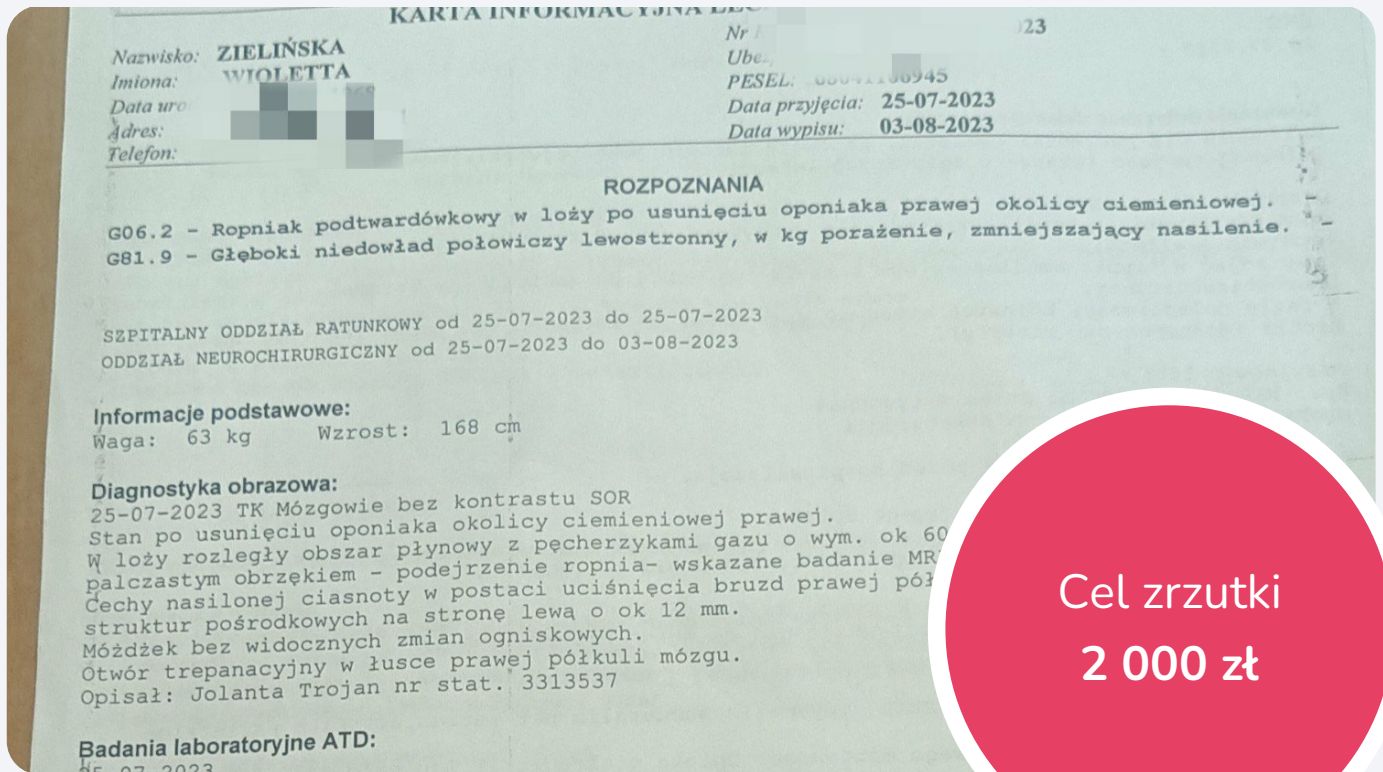 KARTA INFORMACYJNA
Nazwisko: ZIELIŃSKA
Imiona: WIOLETTA
Data
Adres:
Telefon:
Nr
PESEL:
Data przyjęcia: 25-07-2023
Data wypisu: 03-08-2023
ROZPOZNANIA
G06.2 - Ropniak podtwardówkowy w loży po usunięciu oponiaka prawej okolicy ciemieniowej.
G81.9 - Głęboki niedowład połowiczy lewostronny, w kg porażenie, zmniejszający nasilenie.
SZPITALNY ODDZIAŁ RATUNKOWY od 25-07-2023 do 25-07-2023
ODDZIAŁ NEUROCHIRURGICZNY od 25-07-2023 do 03-08-2023
Informacje podstawowe:
Waga: 63 kg Wzrost: 168 cm
Diagnostyka obrazowa:
25-07-2023 TK Mózgowie bez kontrastu SOR
Stan po usunięciu oponiaka okolicy ciemieniowej prawej.
W loży rozległy obszar płynowy z pęcherzykami gazu o wym. ok 60
palczastym obrzękiem - podejrzenie ropnia- wskazane badanie
Cechy nasilonej ciasnoty w postaci uciśnięcia bruzd prawej
struktur pośrodkowych na stronę lewą o ok 12 mm.
Móżdżek bez widocznych zmian ogniskowych.
Otwór trepanacyjny w łusce prawej półkuli mózgu.
Opisał: Jolanta Trojan nr stat. 3313537
Badania laboratoryjne ATD:
Cel zrzutki
2 000 zł